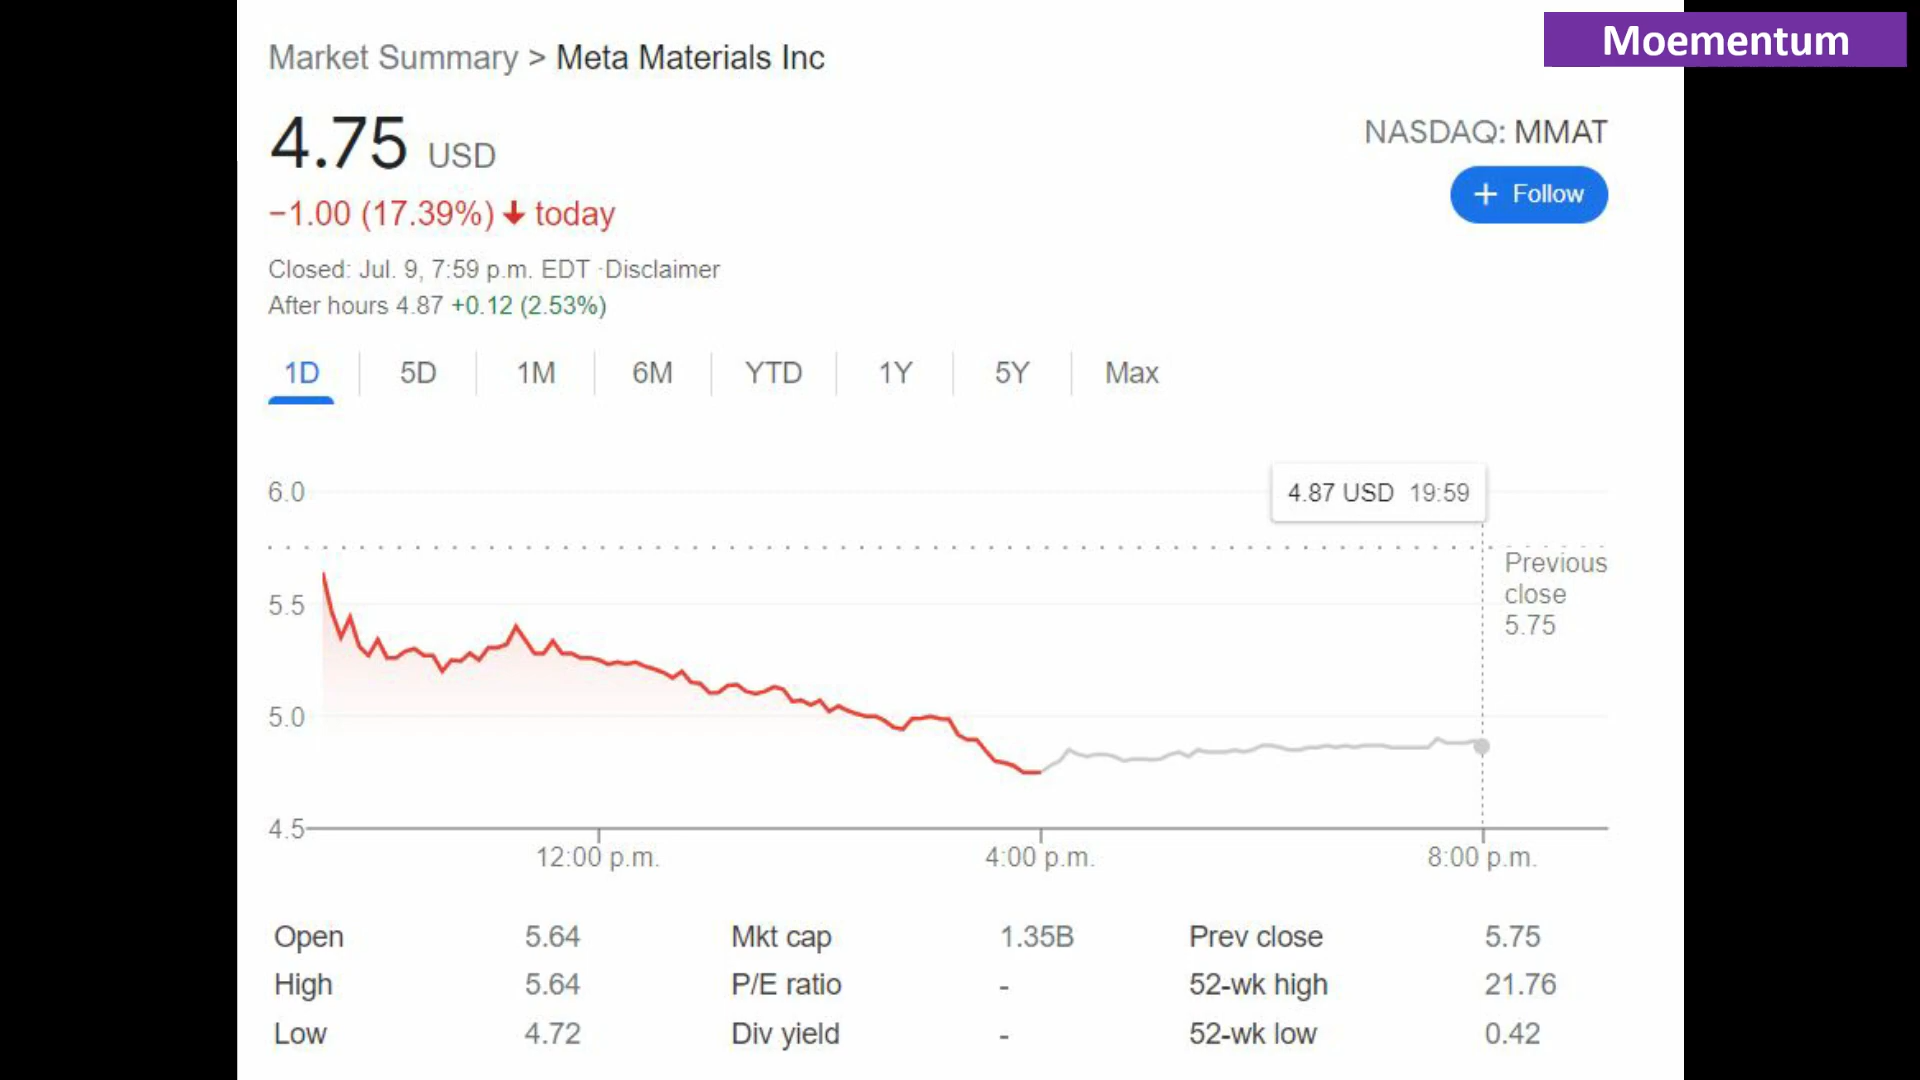 Moementum
Market Summary > Meta Materials Inc
4.75 USD
NASDAQ: MMAT
+ Follow
−1.00 (17.39%) ↓ today
Closed: Jul. 9, 7:59 p.m. EDT ·Disclaimer
After hours 4.87 +0.12 (2.53%)
1D 5D 1M 6M YTD 1Y 5Y Max
4.87 USD 19:59
6.0
Previous
close
5.75
5.5
5.0
4.5
12:00 p.m. 4:00 p.m. 8:00 p.m.
Open 5.64 Mkt cap 1.35B Prev close 5.75
High 5.64 P/E ratio - 52-wk high 21.76
Low 4.72 Div yield - 52-wk low 0.42